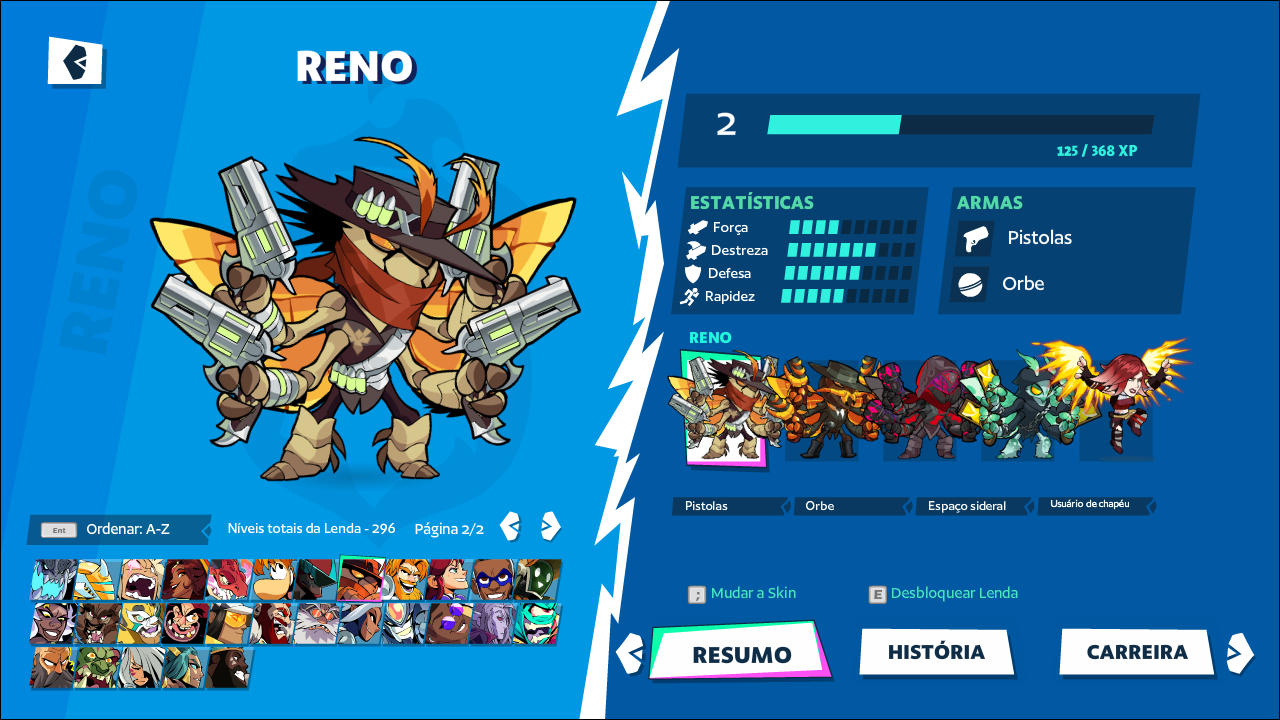 RENO
RENO
2
125 / 368 XP
ESTATÍSTICAS
Força
Destreza
Defesa
Rapidez
ARMAS
Pistolas
Orbe
RENO
Pistolas
Orbe
Espaço sideral
Usuário de chapéu
Ent
Ordenar: A-Z
Níveis totais da Lenda - 296
Página 2/2
; Mudar a Skin
E Desbloquear Lenda
RESUMO
HISTÓRIA
CARREIRA